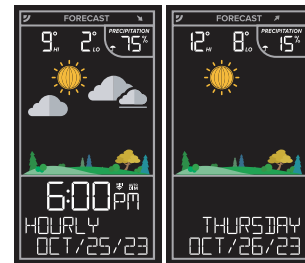 FORECAST
9° HI 2° LO PRECIPITATION 75%
6:00 PM
HOURLY
OCT/25/23
FORECAST
12° HI 8° LO PRECIPITATION 15%
THURSDAY
OCT/26/23